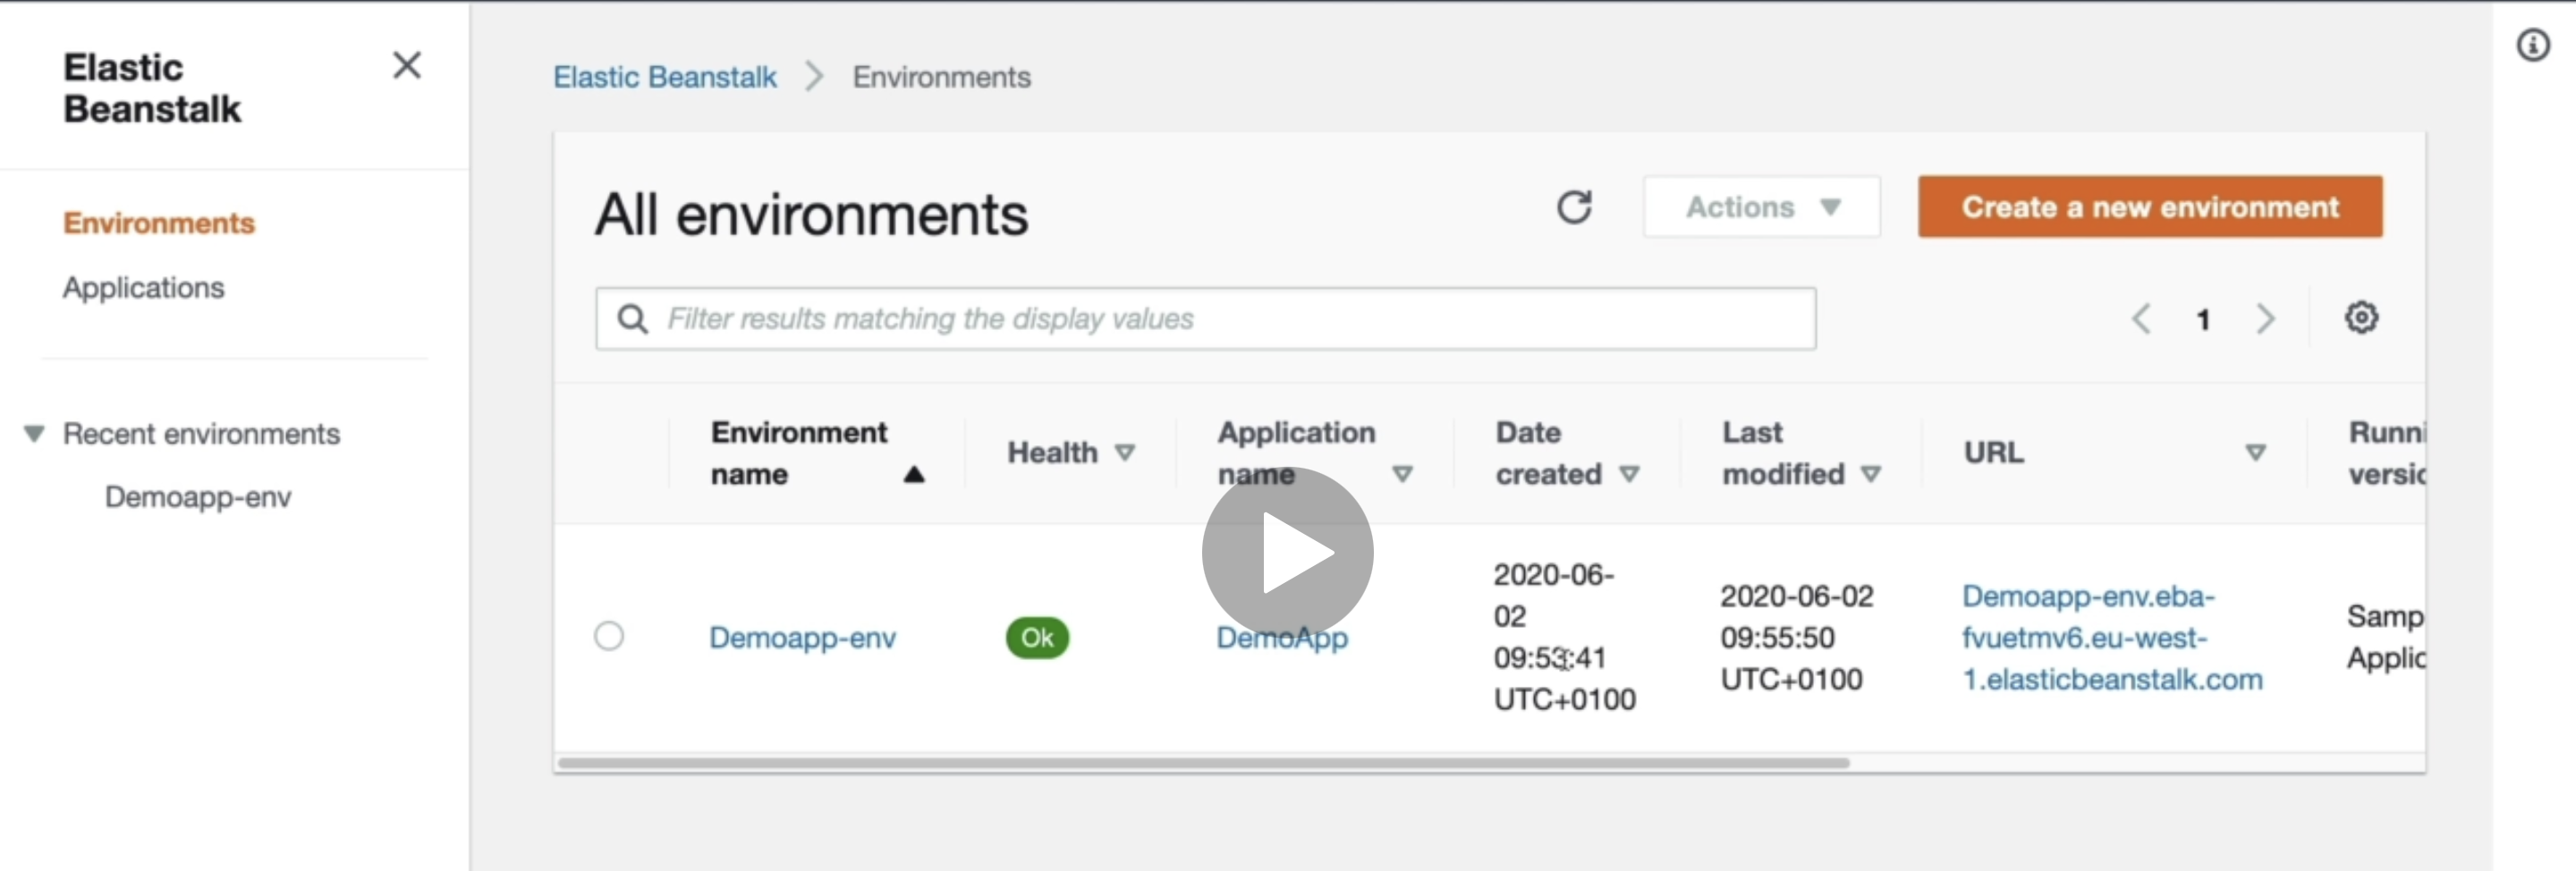 Elastic
Beanstalk
Environments
Applications
Recent environments
Demoapp-env
Elastic Beanstalk > Environments
All environments
Actions
Create a new environment
Filter results matching the display values
1
Environment
name
Health
Application
name
Date
created
Last
modified
URL
Runni
versic
Demoapp-env
Ok
DemoApp
2020-06-
02
09:53:41
UTC+0100
2020-06-02
09:55:50
UTC+0100
Demoapp-env.eba-
fvuetmv6.eu-west-
1.elasticbeanstalk.com
Samp
Applic